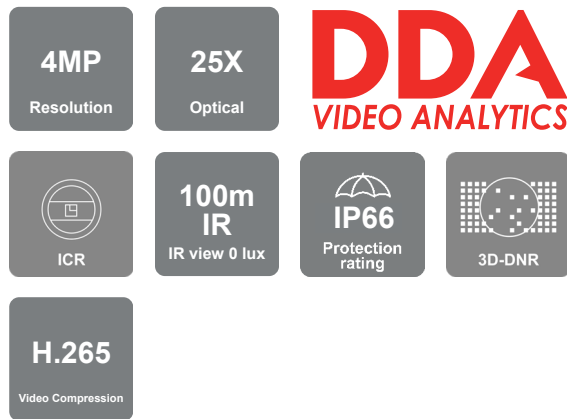 4MP
Resolution
25X
Optical
DDA
VIDEO ANALYTICS
ICR
100m
IR
IR view 0 lux
IP66
Protection
rating
3D-DNR
H.265
Video Compression